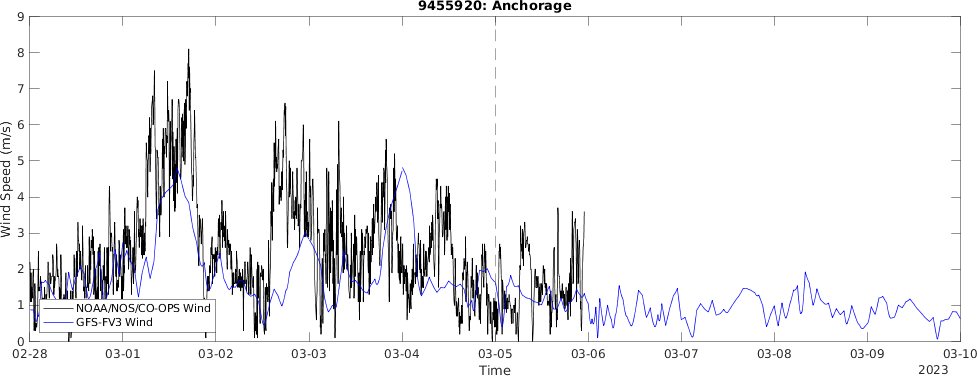 9455920: Anchorage
9
8
7
6
5
4
3
2
1
0
Wind Speed (m/s)
NOAA/NOS/CO-OPS Wind
GFS-FV3 Wind
02-28 03-01 03-02 03-03 03-04 03-05 03-06 03-07 03-08 03-09 03-10
Time
2023